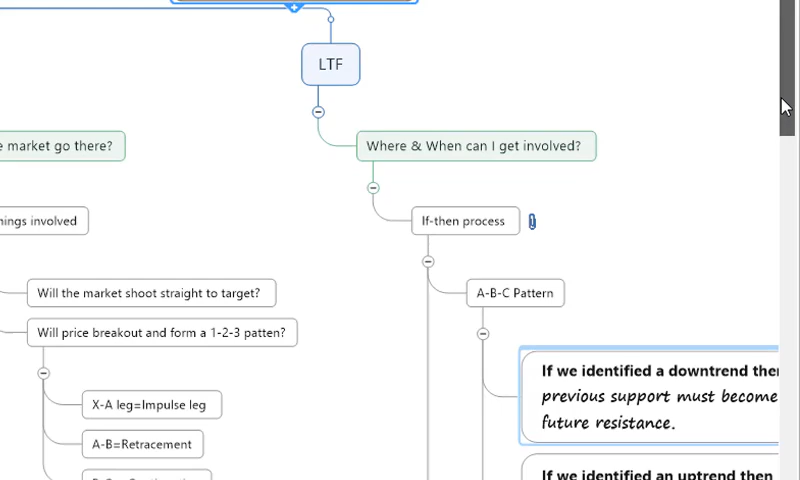 LTF
market go there?
Where & When can I get involved?
involved
If-then process
Will the market shoot straight to target?
A-B-C Pattern
Will price breakout and form a 1-2-3 patten?
If we identified a downtrend
previous support must become
future resistance.
X-A leg=Impulse leg
A-B=Retracement
If we identified an uptrend then